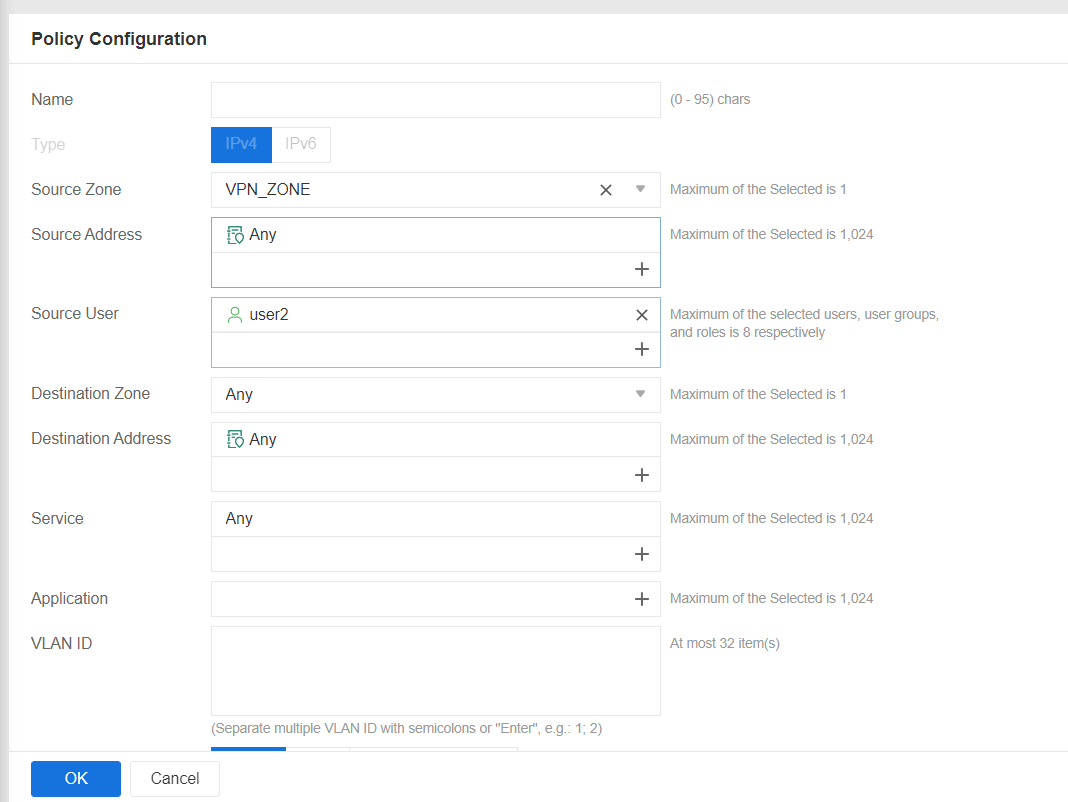 Policy Configuration
Name
(0 - 95) chars
Type
IPv4
IPv6
Source Zone
VPN_ZONE
Maximum of the Selected is 1
Source Address
Any
Maximum of the Selected is 1,024
Source User
user2
Maximum of the selected users, user groups,
and roles is 8 respectively
Destination Zone
Any
Maximum of the Selected is 1
Destination Address
Any
Maximum of the Selected is 1,024
Service
Any
Maximum of the Selected is 1,024
Application
Maximum of the Selected is 1,024
VLAN ID
At most 32 item(s)
(Separate multiple VLAN ID with semicolons or "Enter", e.g.: 1; 2)
OK
Cancel